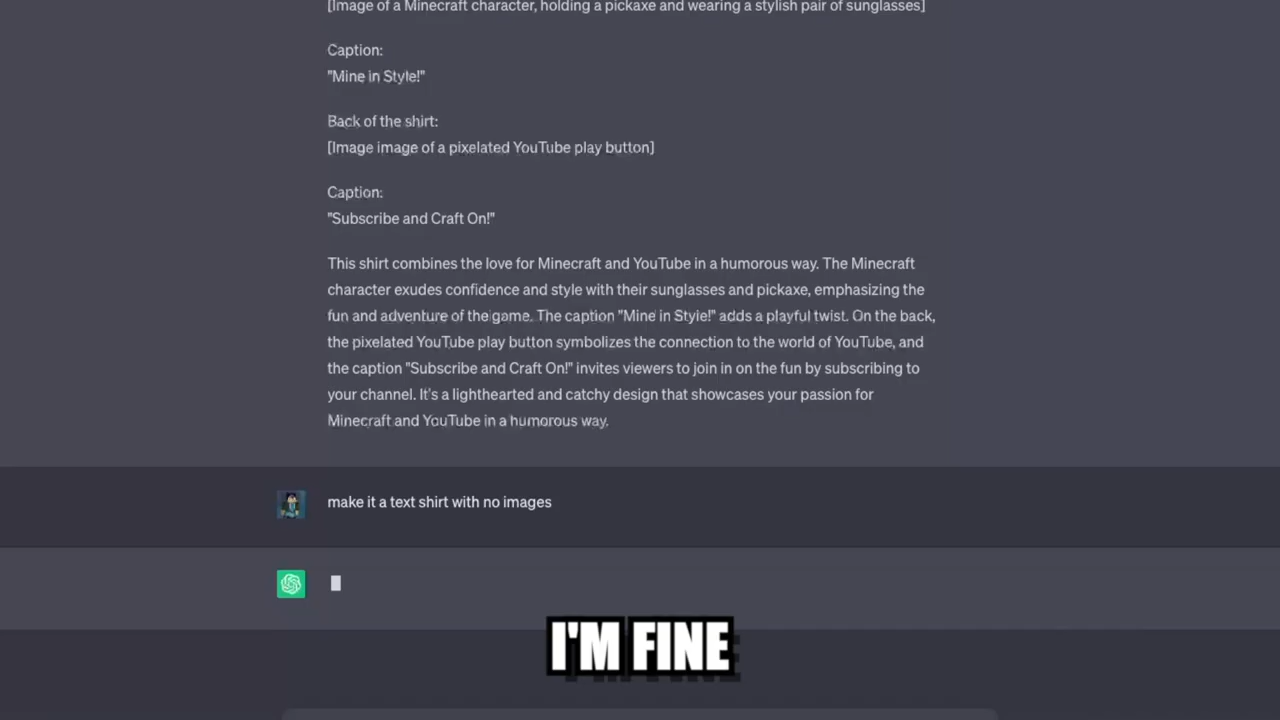 [Image of a Minecraft character, holding a pickaxe and wearing a stylish pair of sunglasses]
Caption:
"Mine in Style!"
Back of the shirt:
[Image image of a pixelated YouTube play button]
Caption:
"Subscribe and Craft On!"
This shirt combines the love for Minecraft and YouTube in a humorous way. The Minecraft
character exudes confidence and style with their sunglasses and pickaxe, emphasizing the
fun and adventure of the game. The caption "Mine in Style!" adds a playful twist. On the back,
the pixelated YouTube play button symbolizes the connection to the world of YouTube, and
the caption "Subscribe and Craft On!" invites viewers to join in on the fun by subscribing to
your channel. It's a lighthearted and catchy design that showcases your passion for
Minecraft and YouTube in a humorous way.
make it a text shirt with no images
I'M FINE